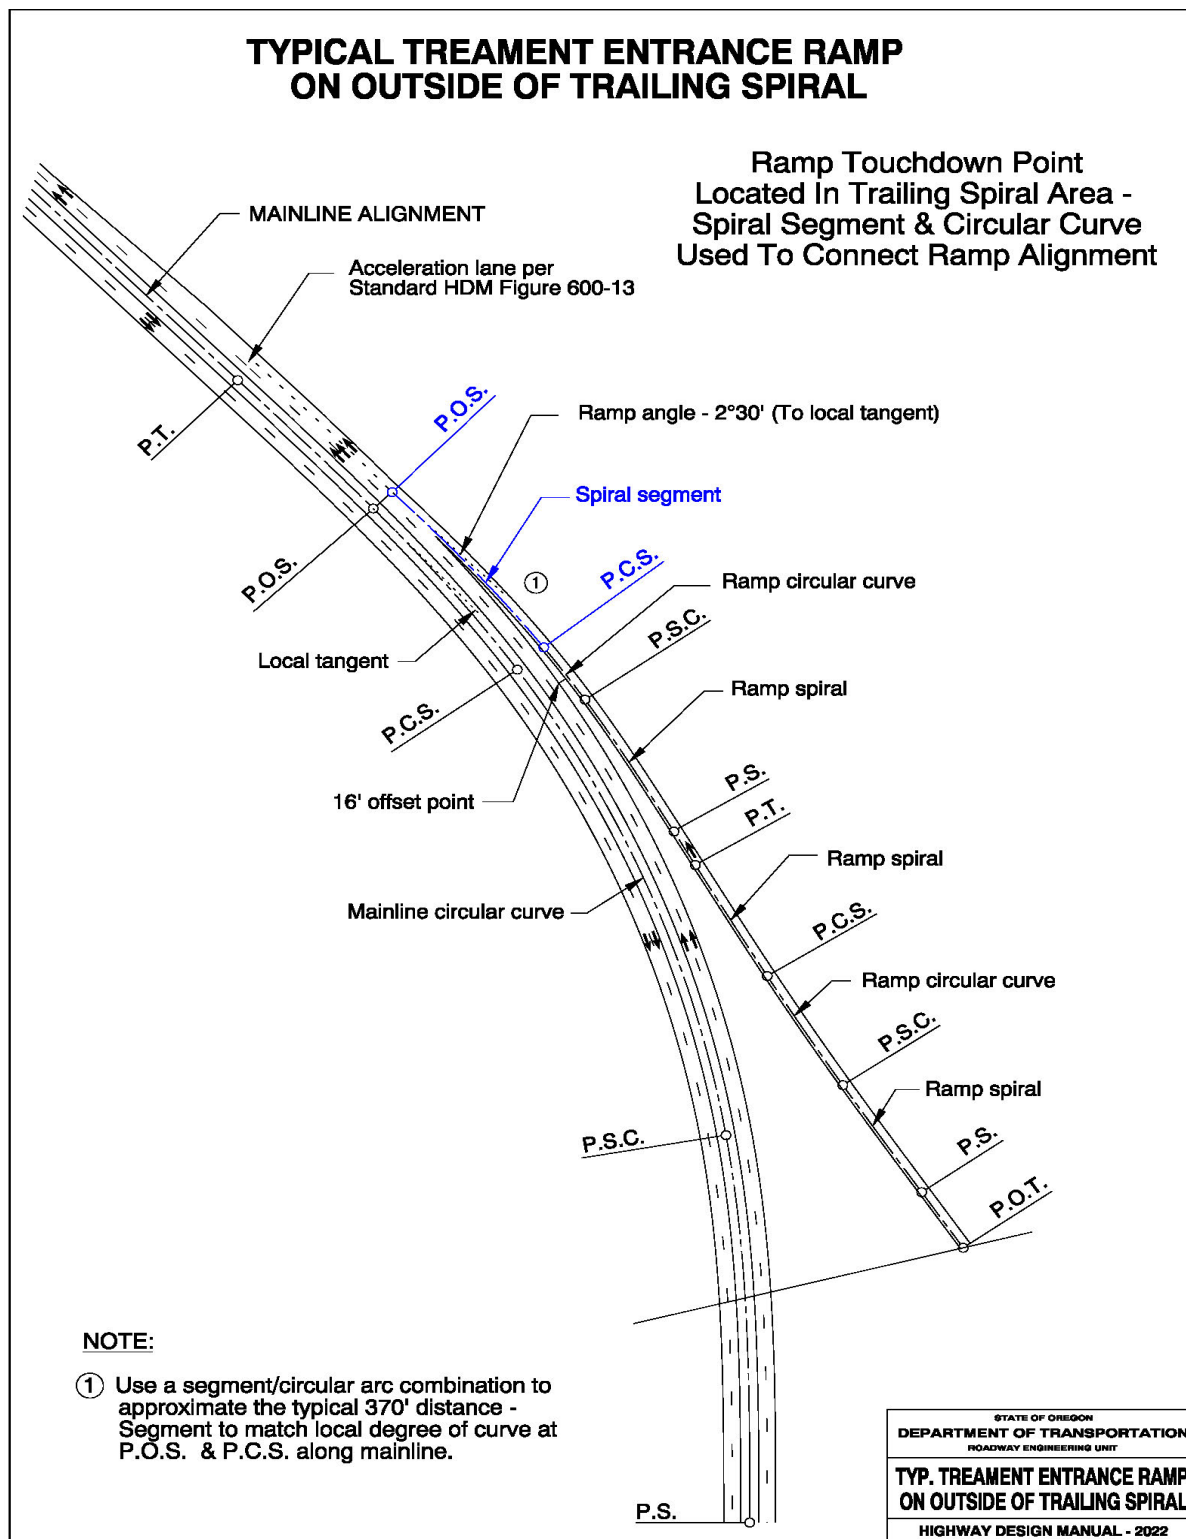 TYPICAL TREAMENT ENTRANCE RAMP
ON OUTSIDE OF TRAILING SPIRAL
Ramp Touchdown Point
Located In Trailing Spiral Area -
Spiral Segment & Circular Curve
Used To Connect Ramp Alignment
MAINLINE ALIGNMENT
Acceleration lane per
Standard HDM Figure 600-13
P.T.
P.O.S.
Ramp angle - 2°30' (To local tangent)
Spiral segment
P.O.S.
1
P.C.S.
Ramp circular curve
P.S.C.
Local tangent
Ramp spiral
P.C.S.
16' offset point
P.S.
P.T.
Ramp spiral
Mainline circular curve
P.C.S.
Ramp circular curve
P.S.C.
Ramp spiral
P.S.C.
P.S.
P.O.T.
NOTE:
1 Use a segment/circular arc combination to
approximate the typical 370' distance -
Segment to match local degree of curve at
P.O.S. & P.C.S. along mainline.
P.S.
STATE OF OREGON
DEPARTMENT OF TRANSPORTATION
ROADWAY ENGINEERING UNIT
TYP. TREAMENT ENTRANCE RAMP
ON OUTSIDE OF TRAILING SPIRAL
HIGHWAY DESIGN MANUAL - 2022